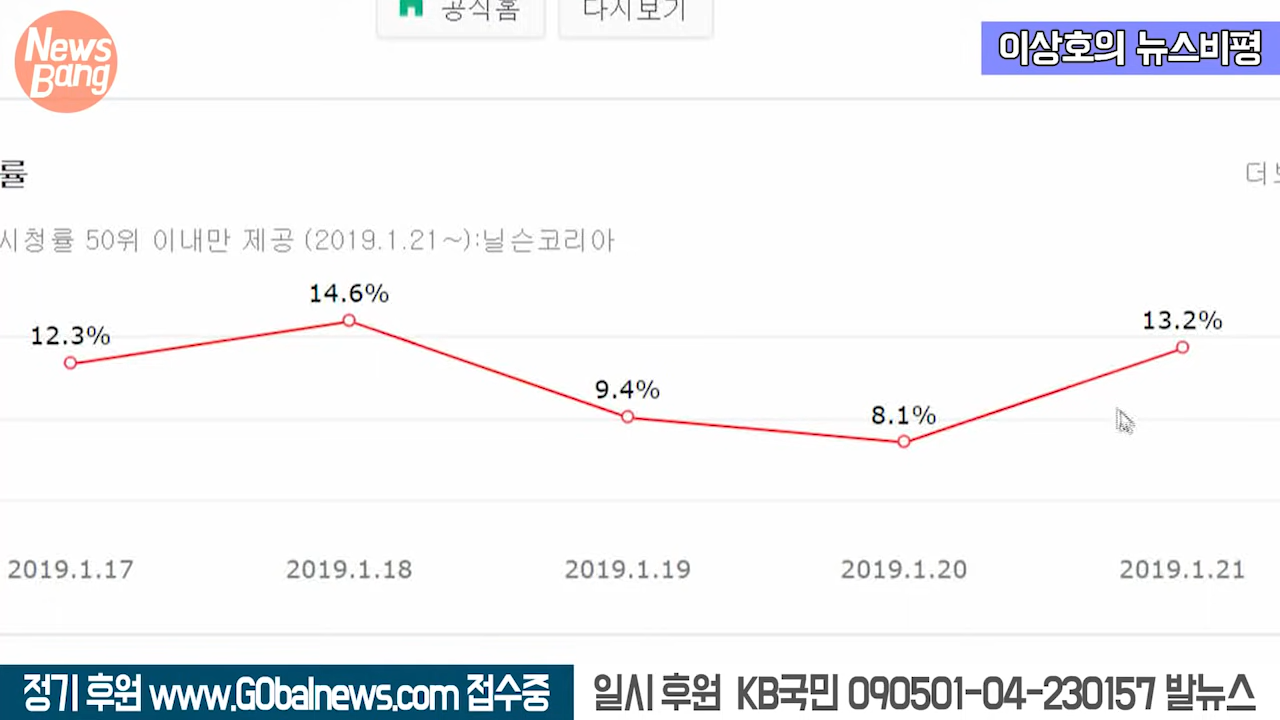 공식홈
다시보기
News
Bang
이상호의 뉴스비평
률
시청률 50위 이내만 제공 (2019.1.21~):닐슨코리아
12.3%
14.6%
9.4%
8.1%
13.2%
2019.1.17
2019.1.18
2019.1.19
2019.1.20
2019.1.21
정기 후원 www.GObalnews.com 접수중
일시 후원 KB국민 090501-04-230157 발뉴스